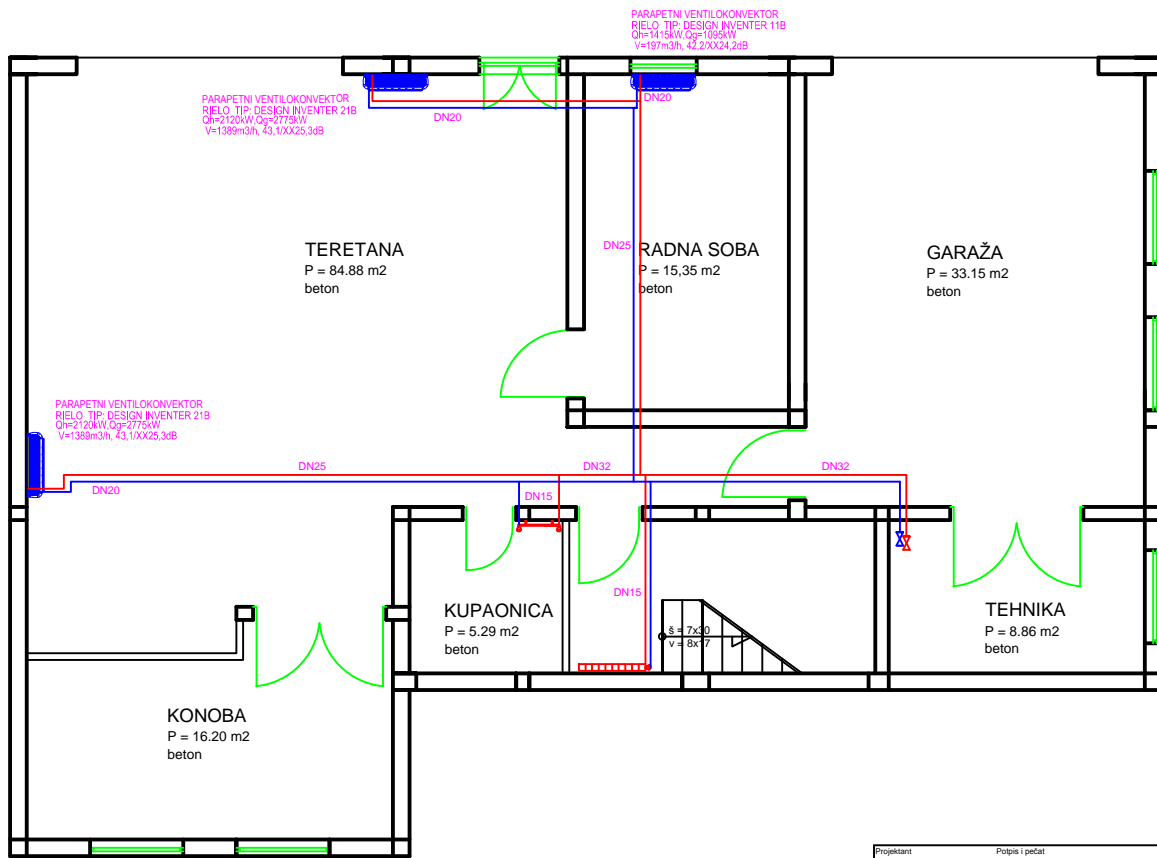 PARAPETNI VENTILOKONVEKTOR
RIELO TIP: DESIGN INVENTER 11B
Qh=1415kW,Qg=1095kW
V=197m3/h, 42,2/XX24,2dB
PARAPETNI VENTILOKONVEKTOR
RIELO TIP: DESIGN INVENTER 21B
Qh=2120kW,Qg=2775kW
V=1389m3/h, 43,1/XX25,3dB
DN20
DN20
DN25
TERETANA
P = 84.88 m2
beton
RADNA SOBA
P = 15,35 m2
beton
GARAŽA
P = 33.15 m2
beton
PARAPETNI VENTILOKONVEKTOR
RIELO TIP: DESIGN INVENTER 21B
Qh=2120kW,Qg=2775kW
V=1389m3/h, 43,1/XX25,3dB
DN25
DN32
DN32
DN20
DN15
DN15
KUPAONICA
P = 5.29 m2
beton
š = 7x30
v = 8x17
TEHNIKA
P = 8.86 m2
beton
KONOBA
P = 16.20 m2
beton
Projektant
Potpis i pečat